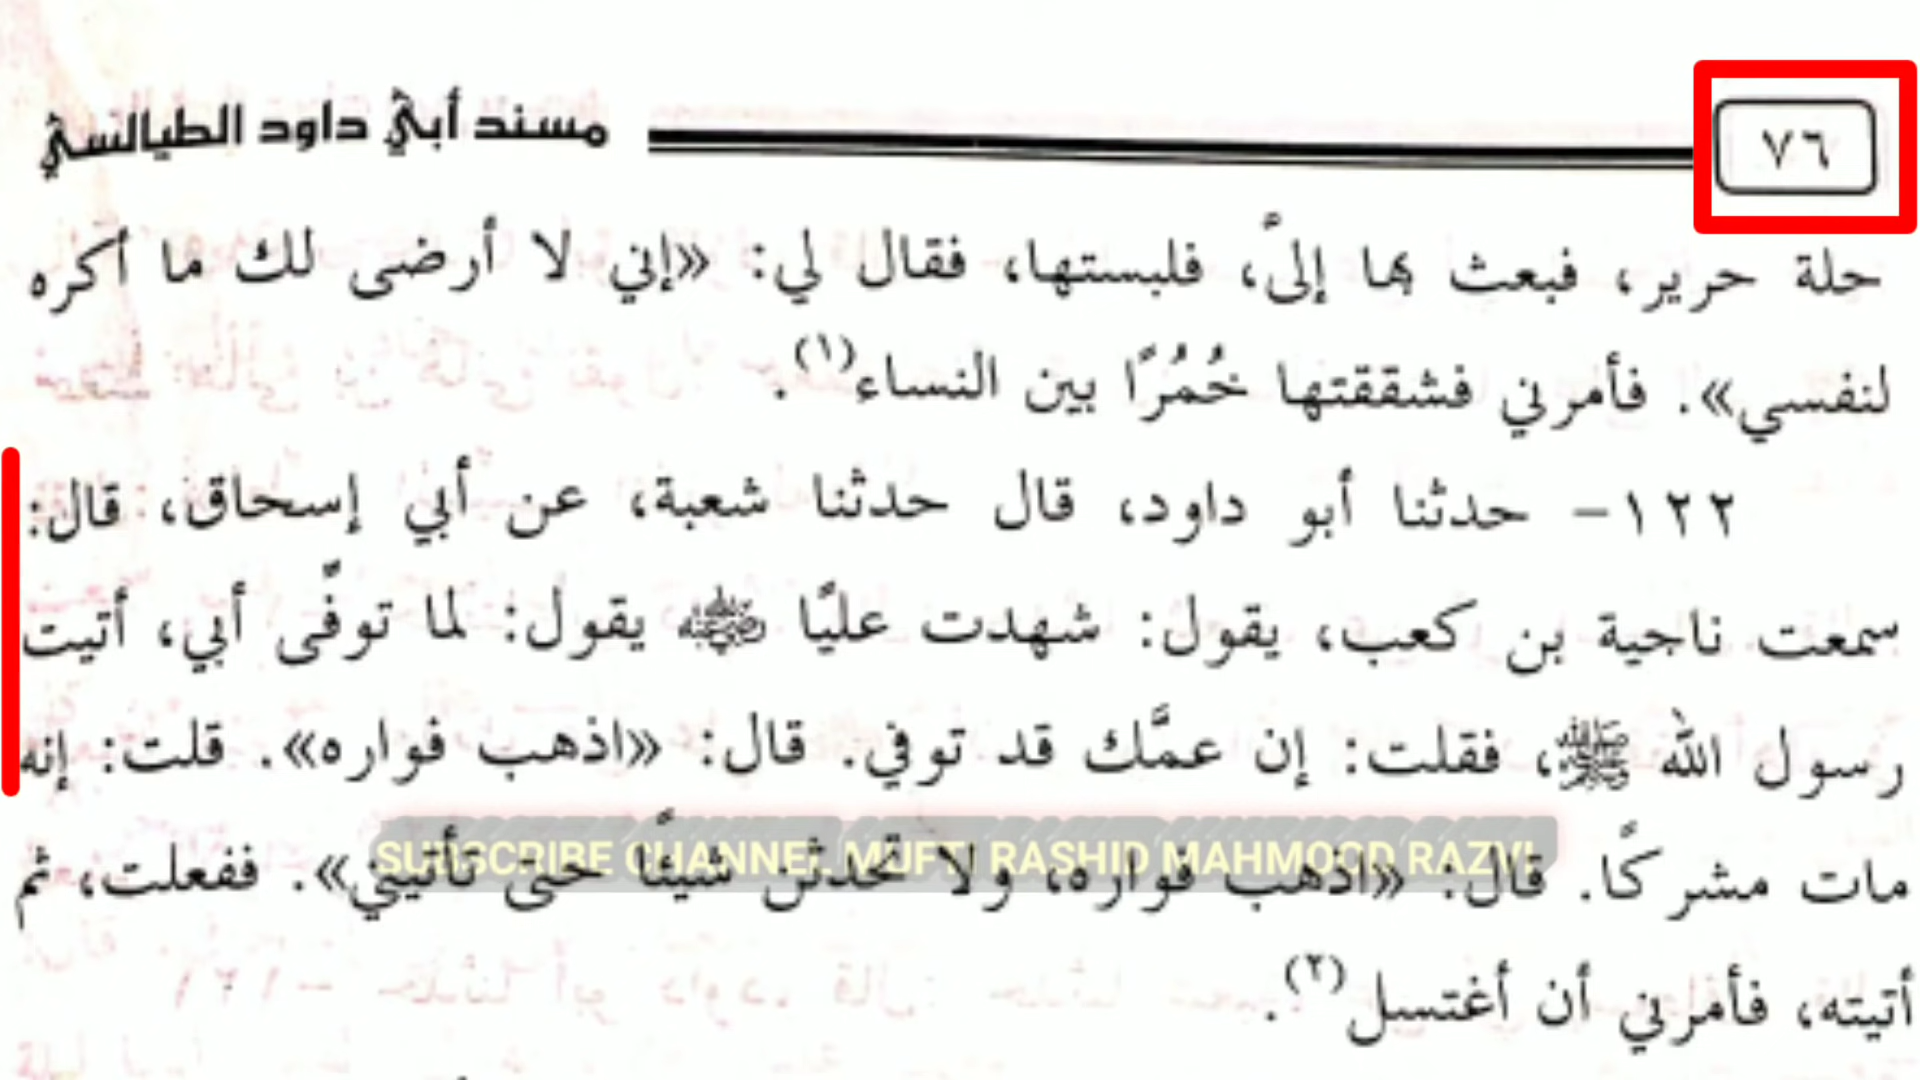 ٧٦
مسند أبي داود الطيالسي
حلة حرير، فبعث بها إلىَّ، فلبستها، فقال لي: «إني لا أرضى لك ما أكره
لنفسي». فأمرني فشققتها خُمُرًا بين النساء(١).
١٢٢- حدثنا أبو داود، قال حدثنا شعبة، عن أبي إسحاق، قال:
سمعت ناجية بن كعب، يقول: شهدت عليًّا رضي الله عنه يقول: لما توفَّى أبي، أتيت
رسول الله ﷺ، فقلت: إن عمَّك قد توفي. قال: «اذهب فواره». قلت: إنه
مات مشركًا. قال: «اذهب فواره، ولا تحدثن شيئًا حتى تأتيني». ففعلت، ثم
SUBSCRIBE CHANNEL MUFTI RASHID MAHMOOD RAZVI
أتيته، فأمرني أن أغتسل(٢).